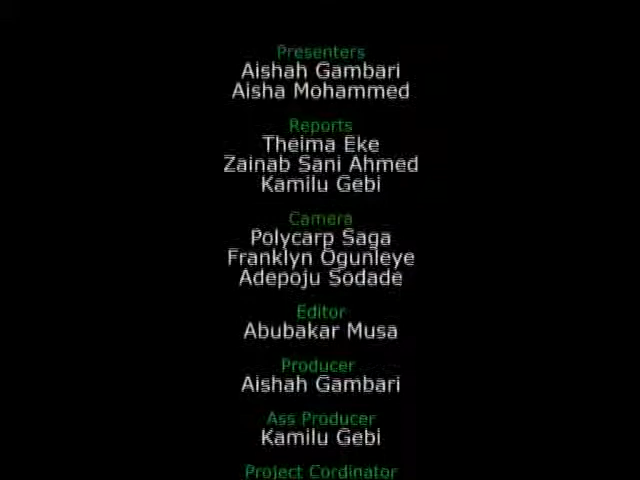 Presenters
Aishah Gambari
Aisha Mohammed
Reports
Theima Eke
Zainab Sani Ahmed
Kamilu Gebi
Camera
Polycarp Saga
Franklyn Ogunleye
Adepoju Sodade
Editor
Abubakar Musa
Producer
Aishah Gambari
Ass Producer
Kamilu Gebi
Project Cordinator